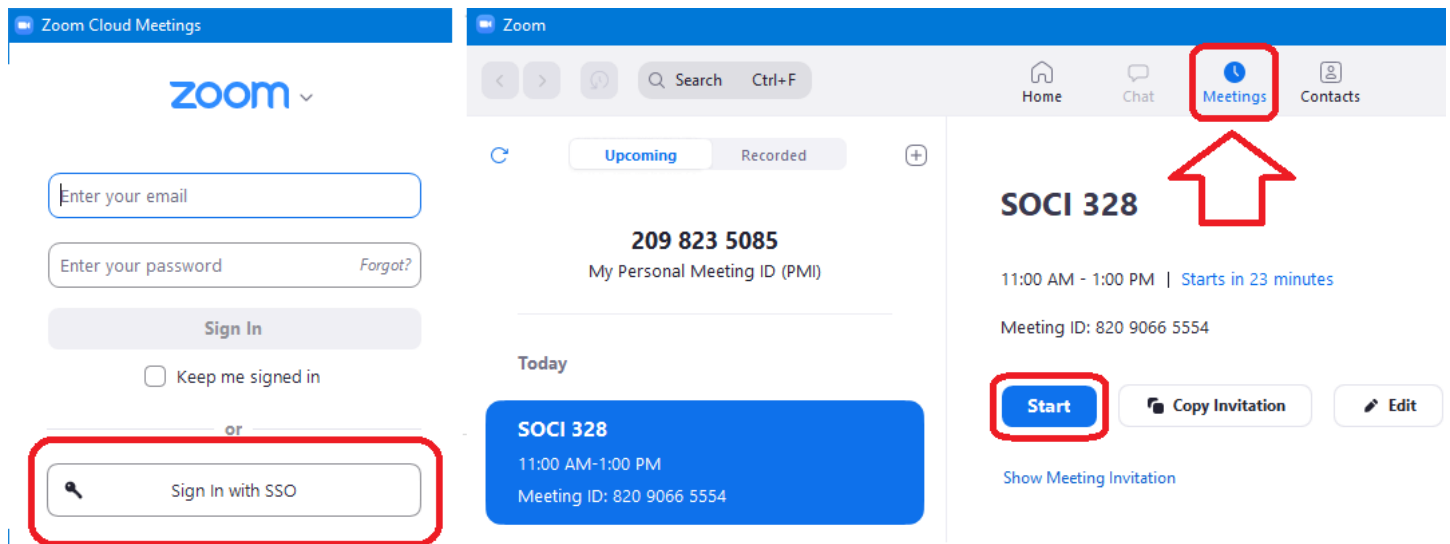 Zoom Cloud Meetings
zoom
Enter your email
Enter your password Forgot?
Sign In
Keep me signed in
or
Sign In with SSO
Zoom
Search Ctrl+F
Home Chat Meetings Contacts
Upcoming Recorded
209 823 5085
My Personal Meeting ID (PMI)
Today
SOCI 328
11:00 AM-1:00 PM
Meeting ID: 820 9066 5554
SOCI 328
11:00 AM - 1:00 PM | Starts in 23 minutes
Meeting ID: 820 9066 5554
Start Copy Invitation Edit
Show Meeting Invitation